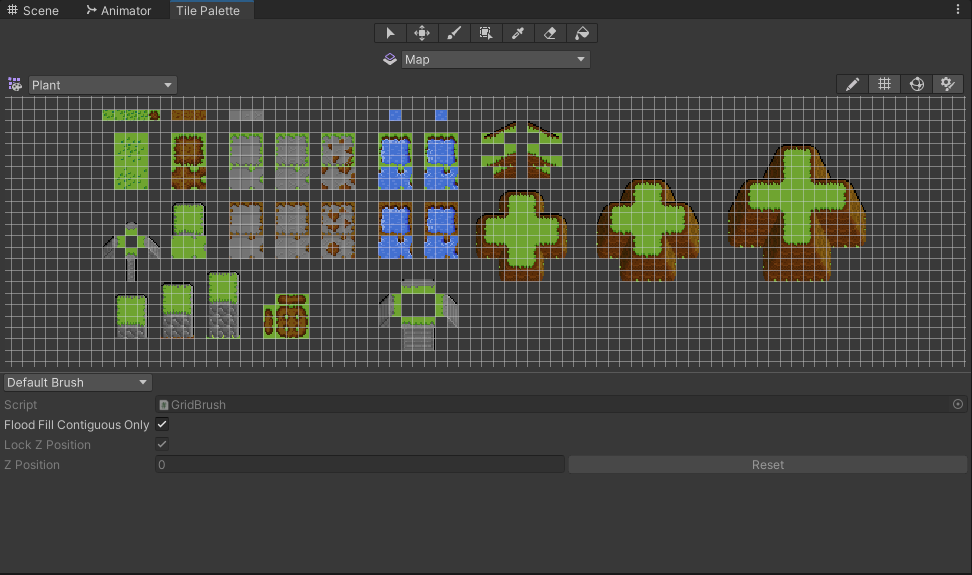 Scene Animator Tile Palette
Map
Plant
Default Brush
Script GridBrush
Flood Fill Contiguous Only
Lock Z Position
Z Position 0 Reset